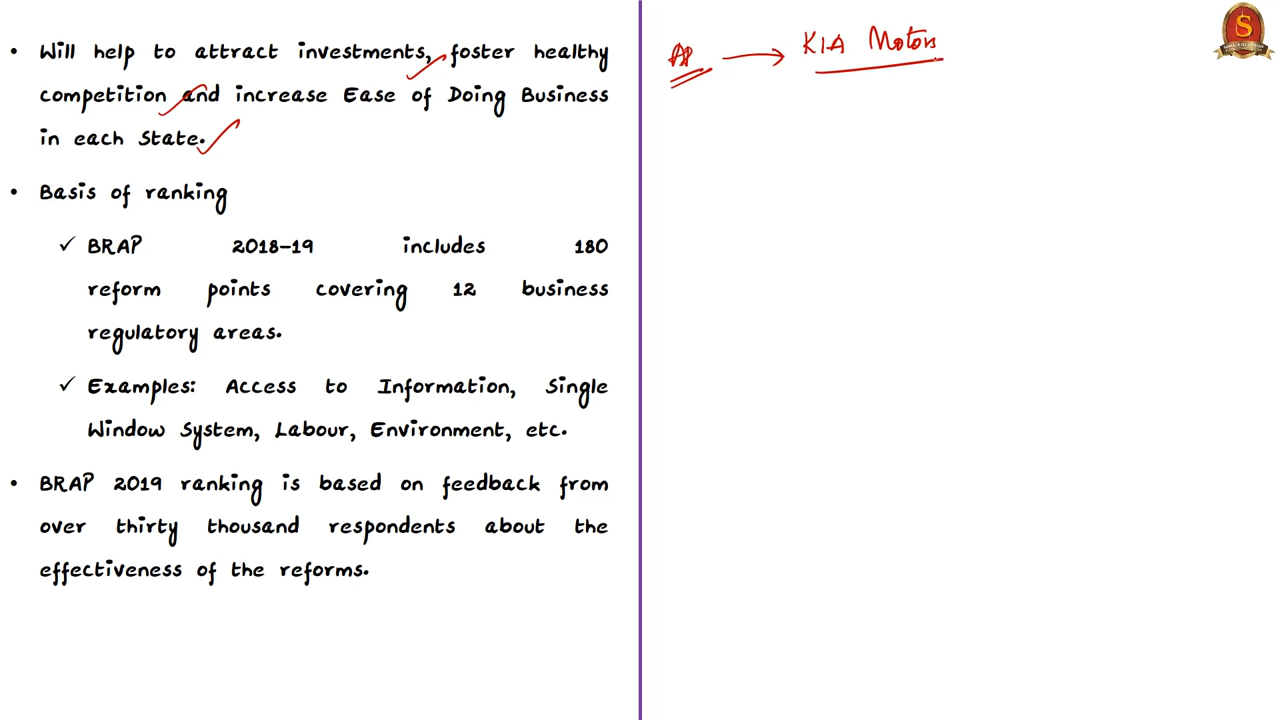 • Will help to attract investments, foster healthy
competition and increase Ease of Doing Business
in each State.
• Basis of ranking
✓ BRAP 2018-19 includes 180
reform points covering 12 business
regulatory areas.
✓ Examples: Access to Information, Single
Window System, Labour, Environment, etc.
• BRAP 2019 ranking is based on feedback from
over thirty thousand respondents about the
effectiveness of the reforms.
AP → KIA Motors
S